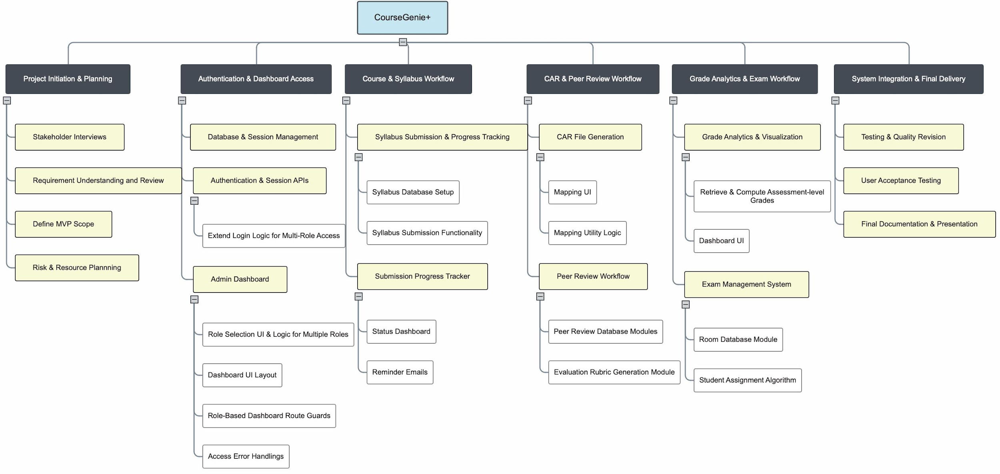 CourseGenie+
Project Initiation & Planning
Stakeholder Interviews
Requirement Understanding and Review
Define MVP Scope
Risk & Resource Plannning
Authentication & Dashboard Access
Database & Session Management
Authentication & Session APIs
Extend Login Logic for Multi-Role Access
Admin Dashboard
Role Selection UI & Logic for Multiple Roles
Dashboard UI Layout
Role-Based Dashboard Route Guards
Access Error Handlings
Course & Syllabus Workflow
Syllabus Submission & Progress Tracking
Syllabus Database Setup
Syllabus Submission Functionality
Submission Progress Tracker
Status Dashboard
Reminder Emails
CAR & Peer Review Workflow
CAR File Generation
Mapping UI
Mapping Utility Logic
Peer Review Workflow
Peer Review Database Modules
Evaluation Rubric Generation Module
Grade Analytics & Exam Workflow
Grade Analytics & Visualization
Retrieve & Compute Assessment-level
Grades
Dashboard UI
Exam Management System
Room Database Module
Student Assignment Algorithm
System Integration & Final Delivery
Testing & Quality Revision
User Acceptance Testing
Final Documentation & Presentation